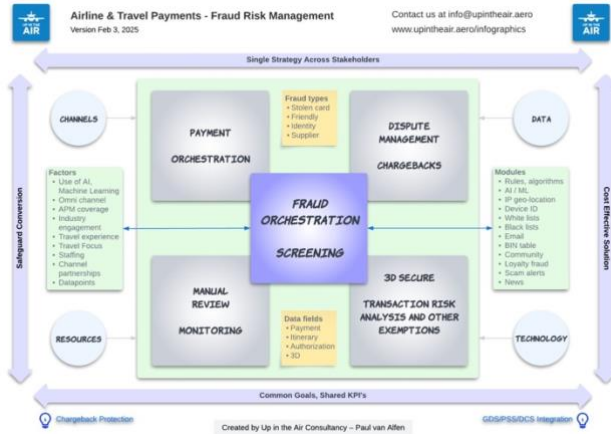 UP IN THE
AIR
Airline & Travel Payments - Fraud Risk Management
Version Feb 3, 2025
Contact us at info@upintheair.aero
www.upintheair.aero/infographics
UP IN THE
AIR
Single Strategy Across Stakeholders
Safeguard Conversion
CHANNELS
PAYMENT
ORCHESTRATION
Fraud types
• Stolen card
• Friendly
• Identity
• Supplier
DISPUTE
MANAGEMENT
CHARGEBACKS
DATA
Cost Effective Solution
Factors
• Use of AI,
Machine Learning
• Omni channel
• APM coverage
• Industry
engagement
• Travel experience
• Travel Focus
• Staffing
• Channel
partnerships
• Datapoints
FRAUD
ORCHESTRATION
SCREENING
Modules
• Rules, algorithms
• AI / ML
• IP geo-location
• Device ID
• White lists
• Black lists
• Email
• BIN table
• Community
• Loyalty fraud
• Scam alerts
• News
RESOURCES
MANUAL
REVIEW
MONITORING
Data fields
• Payment
• Itinerary
• Authorization
• 3D
3D SECURE
TRANSACTION RISK
ANALYSIS AND OTHER
EXEMPTIONS
TECHNOLOGY
Common Goals, Shared KPI's
Chargeback Protection
Created by Up in the Air Consultancy – Paul van Alfen
GDS/PSS/DCS Integration